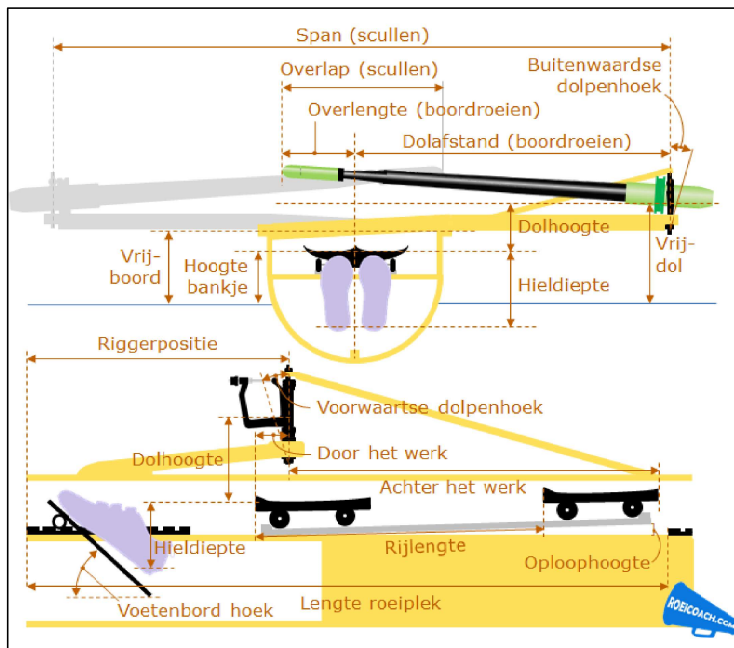 Span (scullen)
Overlap (scullen)
Buitenwaardse
dolpenhoek
Overlengte (boordroeien)
Dolafstand (boordroeien)
Dolhoogte
Vrij-
boord
Hoogte
bankje
Vrij-
dol
Hieldiepte
Riggerpositie
Voorwaartse dolpenhoek
Door het werk
Dolhoogte
Achter het werk
Hieldiepte
Rijlengte
Oploophoogte
Voetenbord hoek
Lengte roeiplek
ROEICOACH.COM